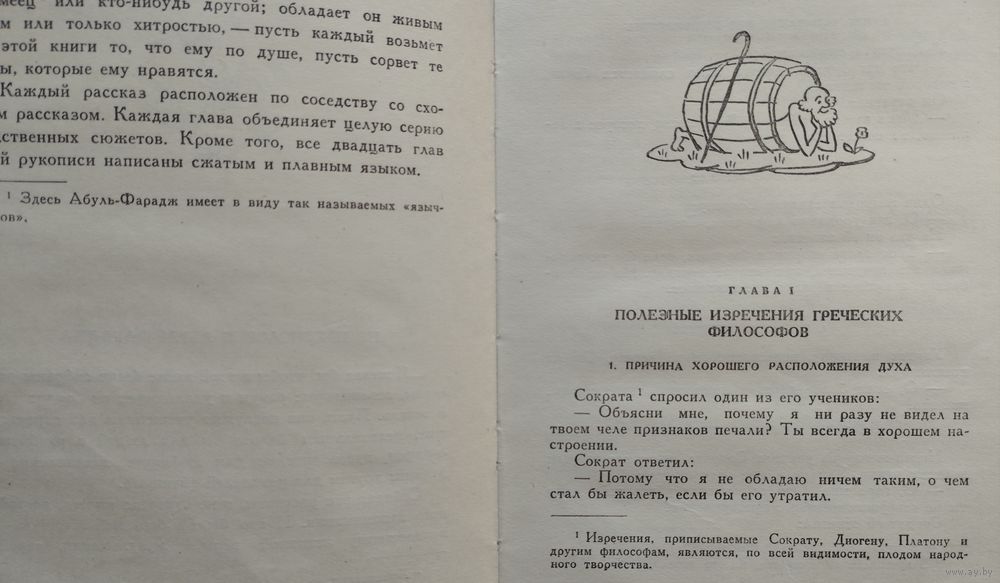 или кто-нибудь другой; обладает он живым
м или только хитростью, — пусть каждый возьмет
этой книги то, что ему по душе, пусть сорвет те
ы, которые ему нравятся.
Каждый рассказ расположен по соседству со схо-
м рассказом. Каждая глава объединяет целую серию
ственных сюжетов. Кроме того, все двадцать глав
й рукописи написаны сжатым и плавным языком.
¹ Здесь Абуль-Фарадж имеет в виду так называемых «языч-
ов».
ГЛАВА I
ПОЛЕЗНЫЕ ИЗРЕЧЕНИЯ ГРЕЧЕСКИХ
ФИЛОСОФОВ
1. ПРИЧИНА ХОРОШЕГО РАСПОЛОЖЕНИЯ ДУХА
Сократа ¹ спросил один из его учеников:
— Объясни мне, почему я ни разу не видел на
твоем челе признаков печали? Ты всегда в хорошем на-
строении.
Сократ ответил:
— Потому что я не обладаю ничем таким, о чем
стал бы жалеть, если бы его утратил.
¹ Изречения, приписываемые Сократу, Диогену, Платону и
другим философам, являются, по всей видимости, плодом народ-
ного творчества.
www.ay.by